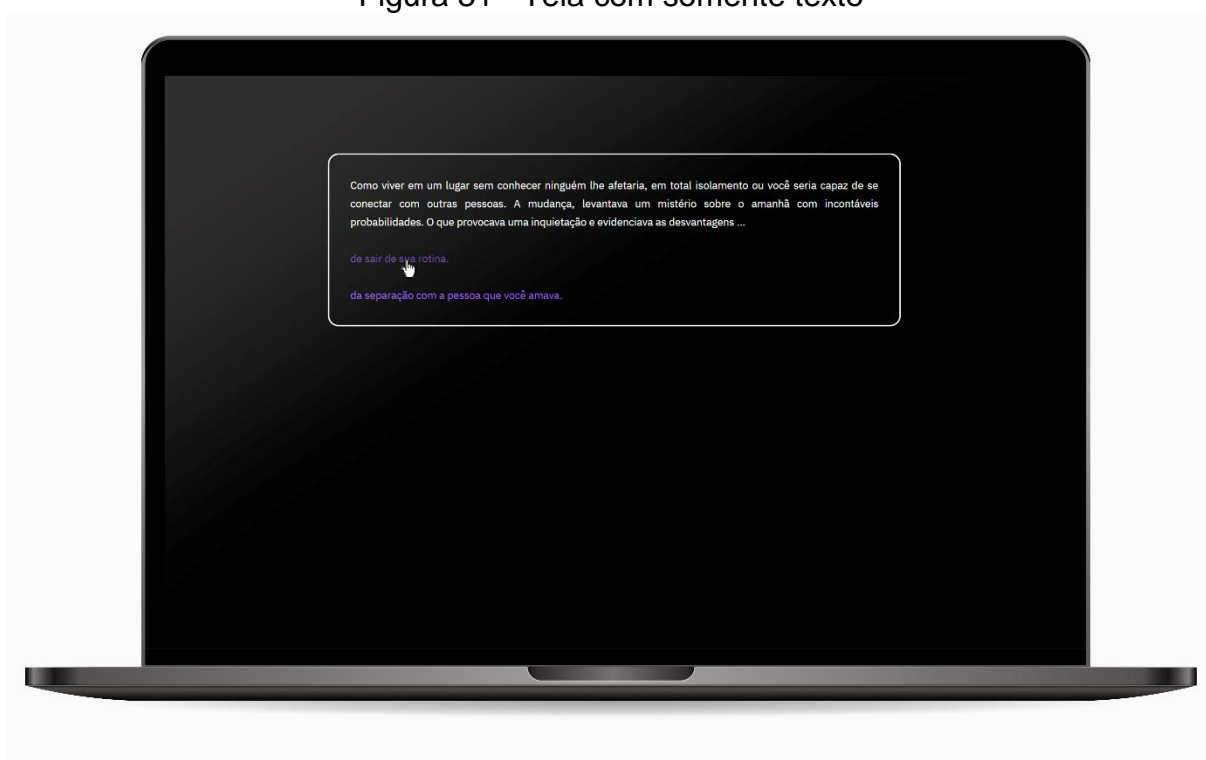 Figura 31 - Tela com somente texto
Como viver em um lugar sem conhecer ninguém lhe afetaria, em total isolamento ou você seria capaz de se
conectar com outras pessoas. A mudança, levantava um mistério sobre o amanhã com incontáveis
probabilidades. O que provocava uma inquietação e evidenciava as desvantagens ...
de sair de sua rotina.
da separação com a pessoa que você amava.